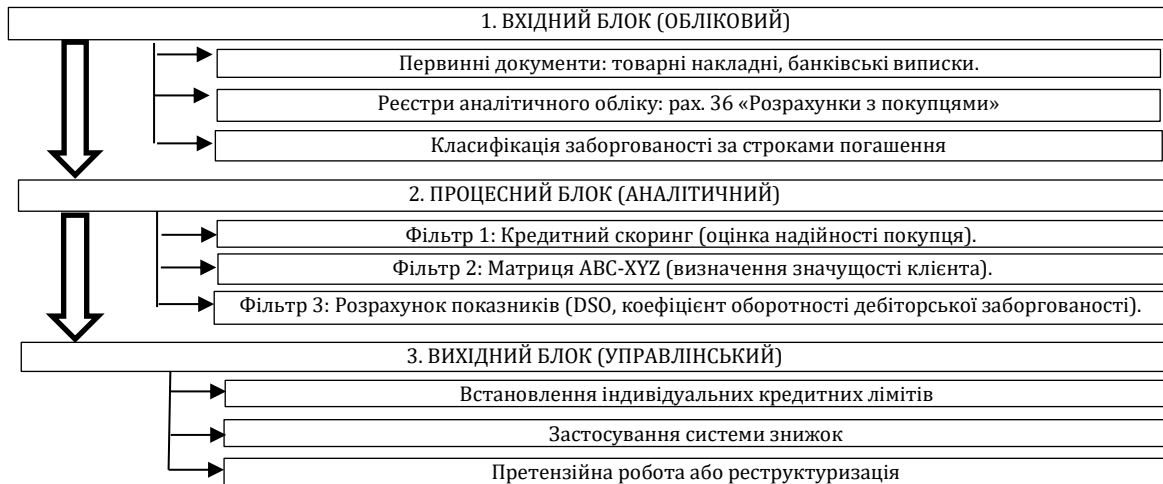 1. ВХІДНИЙ БЛОК (ОБЛІКОВИЙ)
Первинні документи: товарні накладні, банківські виписки.
Реєстри аналітичного обліку: рах. 36 «Розрахунки з покупцями»
Класифікація заборгованості за строками погашення
2. ПРОЦЕСНИЙ БЛОК (АНАЛІТИЧНИЙ)
Фільтр 1: Кредитний скоринг (оцінка надійності покупця).
Фільтр 2: Матриця ABC-XYZ (визначення значущості клієнта).
Фільтр 3: Розрахунок показників (DSO, коефіцієнт оборотності дебіторської заборгованості).
3. ВИХІДНИЙ БЛОК (УПРАВЛІНСЬКИЙ)
Встановлення індивідуальних кредитних лімітів
Застосування системи знижок
Претензійна робота або реструктуризація